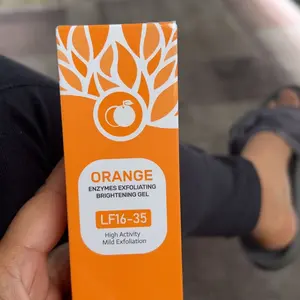 ORANGE
ENZYMES EXFOLIATING
BRIGHTENING GEL
LF16-35
High Activity
Mild Exfoliation